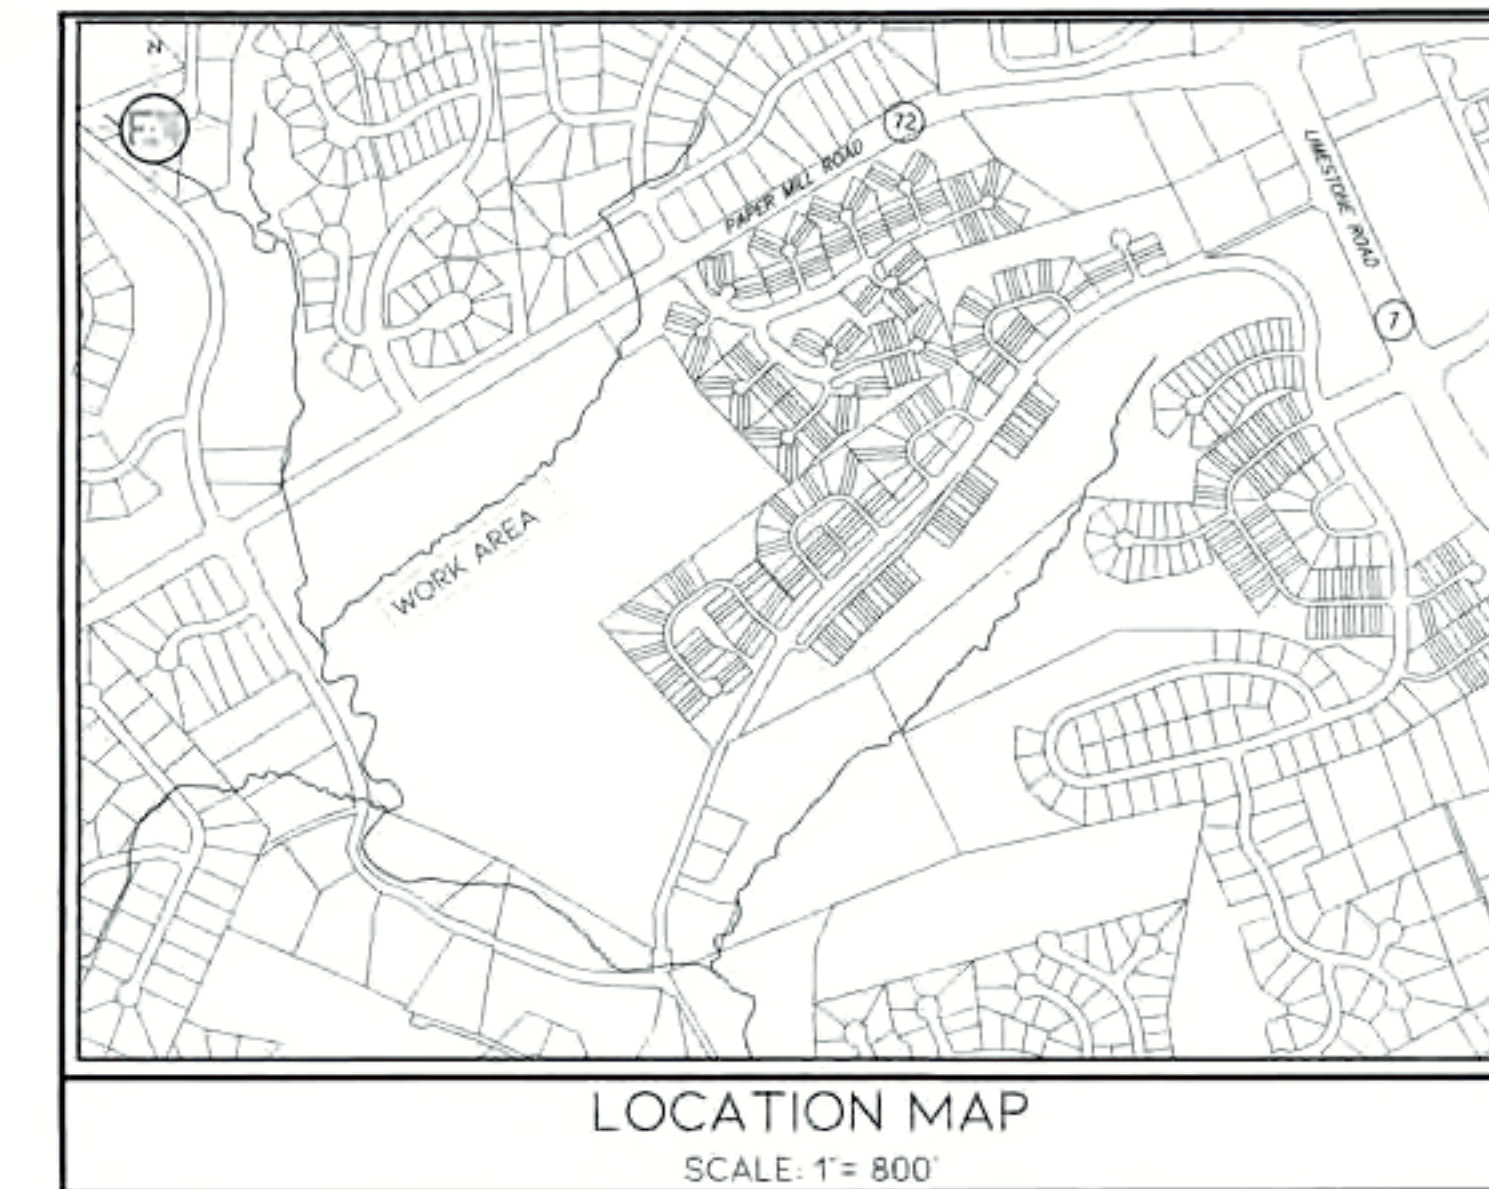 N
72
PAPER MILL ROAD
LIMESTONE ROAD
7
WORK AREA
LOCATION MAP
SCALE: 1"= 800'